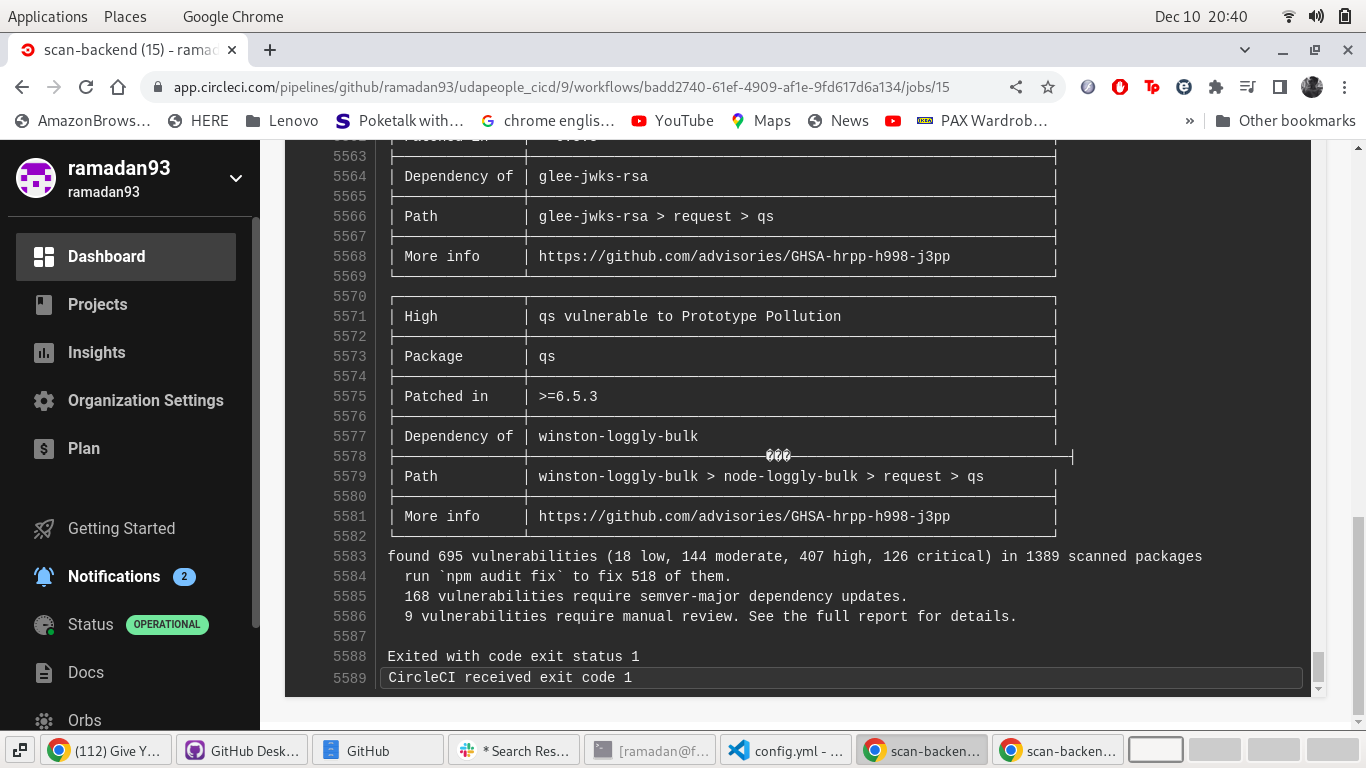 Applications Places Google Chrome Dec 10 20:40
scan-backend (15) - ramad
app.circleci.com/pipelines/github/ramadan93/udapeople_cicd/9/workflows/badd2740-61ef-4909-af1e-9fd617d6a134/jobs/15
AmazonBrows… HERE Lenovo Poketalk with… chrome englis… YouTube Maps News PAX Wardrob… » Other bookmarks
ramadan93
ramadan93
Dashboard
Projects
Insights
Organization Settings
Plan
Getting Started
Notifications 2
Status OPERATIONAL
Docs
Orbs
5563
5564 Dependency of glee-jwks-rsa
5565
5566 Path glee-jwks-rsa > request > qs
5567
5568 More info https://github.com/advisories/GHSA-hrpp-h998-j3pp
5569
5570
5571 High qs vulnerable to Prototype Pollution
5572
5573 Package qs
5574
5575 Patched in >=6.5.3
5576
5577 Dependency of winston-loggly-bulk
5578 ���
5579 Path winston-loggly-bulk > node-loggly-bulk > request > qs
5580
5581 More info https://github.com/advisories/GHSA-hrpp-h998-j3pp
5582
5583 found 695 vulnerabilities (18 low, 144 moderate, 407 high, 126 critical) in 1389 scanned packages
5584 run `npm audit fix` to fix 518 of them.
5585 168 vulnerabilities require semver-major dependency updates.
5586 9 vulnerabilities require manual review. See the full report for details.
5587
5588 Exited with code exit status 1
5589 CircleCI received exit code 1
(112) Give Y… GitHub Desk… GitHub * Search Res… [ramadan@f… config.yml - … scan-backen… scan-backen…